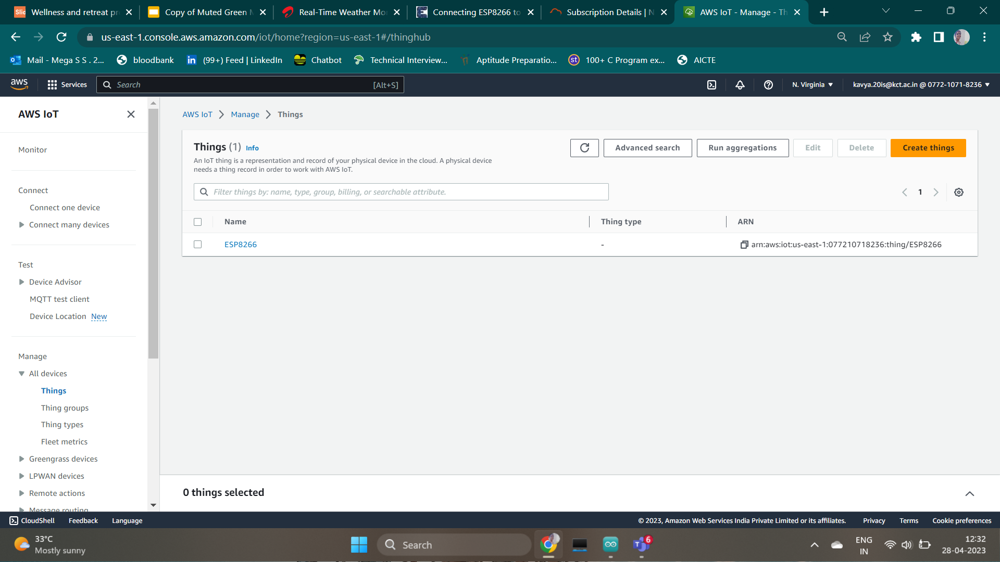 Slic
Wellness and retreat pr
Copy of Muted Green M
Real-Time Weather Mo
Connecting ESP8266 to
Subscription Details | N
AWS IoT - Manage - Th
us-east-1.console.aws.amazon.com/iot/home?region=us-east-1#/thinghub
Mail - Mega S S . 2...
bloodbank
in (99+) Feed | LinkedIn
Chatbot
Technical Interview...
Aptitude Preparatio...
st 100+ C Program ex...
AICTE
aws
Services
Search
[Alt+S]
N. Virginia
kavya.20is@kct.ac.in @ 0772-1071-8236
AWS IoT
Monitor
Connect
Connect one device
Connect many devices
Test
Device Advisor
MQTT test client
Device Location New
Manage
All devices
Things
Thing groups
Thing types
Fleet metrics
Greengrass devices
LPWAN devices
Remote actions
Message routing
AWS IoT
Manage
Things
Things (1) Info
An IoT thing is a representation and record of your physical device in the cloud. A physical device
needs a thing record in order to work with AWS IoT.
Advanced search
Run aggregations
Edit
Delete
Create things
Filter things by: name, type, group, billing, or searchable attribute.
1
Name
Thing type
ARN
ESP8266
-
arn:aws:iot:us-east-1:077210718236:thing/ESP8266
0 things selected
CloudShell
Feedback
Language
© 2023, Amazon Web Services India Private Limited or its affiliates.
Privacy
Terms
Cookie preferences
33°C
Mostly sunny
Search
T
6
ENG
IN
12:32
28-04-2023